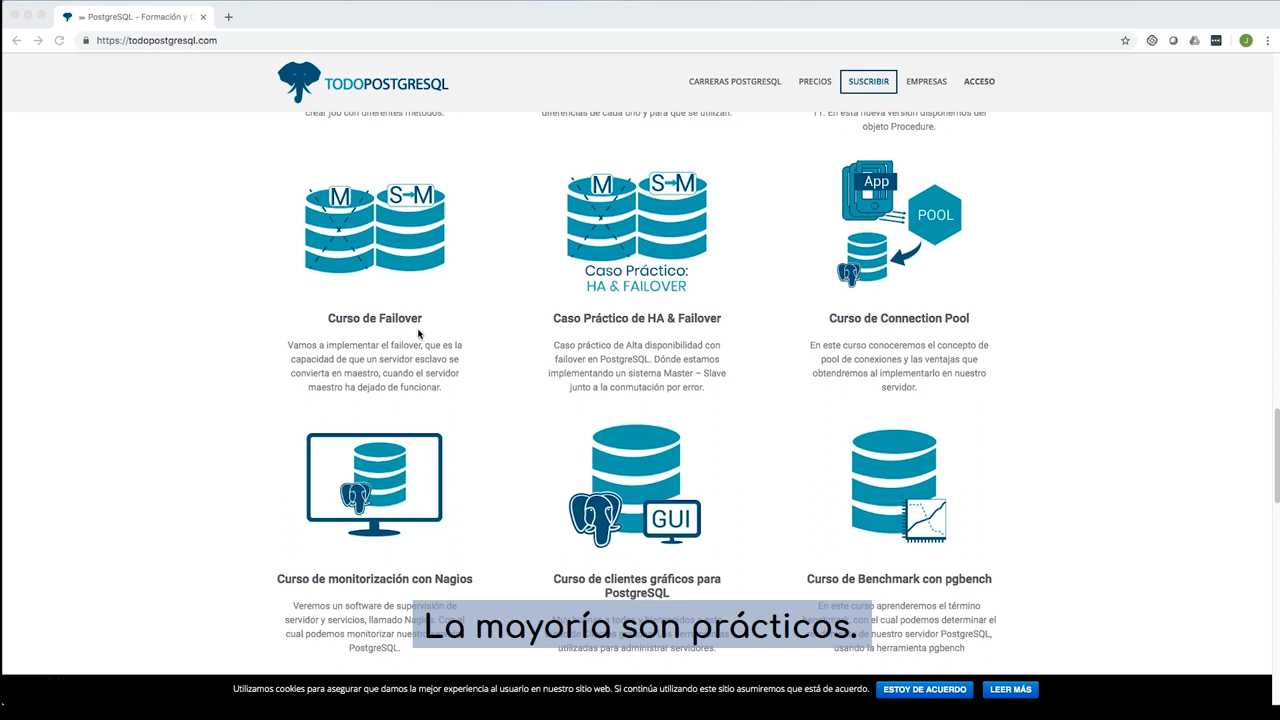 PostgreSQL - Formación y C
https://todopostgresql.com
J
TODOPOSTGRESQL
CARRERAS POSTGRESQL
PRECIOS
SUSCRIBIR
EMPRESAS
ACCESO
crear job con diferentes métodos.
diferencias de cada uno y para qué se utilizan.
11. En esta nueva versión disponemos del
objeto Procedure.
M
S→M
M
S→M
Caso Práctico:
HA & FAILOVER
App
POOL
Curso de Failover
Vamos a implementar el failover, que es la
capacidad de que un servidor esclavo se
convierta en maestro, cuando el servidor
maestro ha dejado de funcionar.
Caso Práctico de HA & Failover
Caso práctico de Alta disponibilidad con
failover en PostgreSQL. Dónde estamos
implementando un sistema Master – Slave
junto a la conmutación por error.
Curso de Connection Pool
En este curso conoceremos el concepto de
pool de conexiones y las ventajas que
obtendremos al implementarlo en nuestro
servidor.
GUI
Curso de monitorización con Nagios
Veremos un software de supervisión de
servidor y servicios, llamado Nagios. Con el
cual podemos monitorizar nuestro
PostgreSQL.
Curso de clientes gráficos para
PostgreSQL
utilizadas para administrar servidores.
Curso de Benchmark con pgbench
En este curso aprenderemos el término
benchmark, con el cual podemos determinar el
de nuestro servidor PostgreSQL,
usando la herramienta pgbench
La mayoría son prácticos.
Utilizamos cookies para asegurar que damos la mejor experiencia al usuario en nuestro sitio web. Si continúa utilizando este sitio asumiremos que está de acuerdo.
ESTOY DE ACUERDO
LEER MÁS